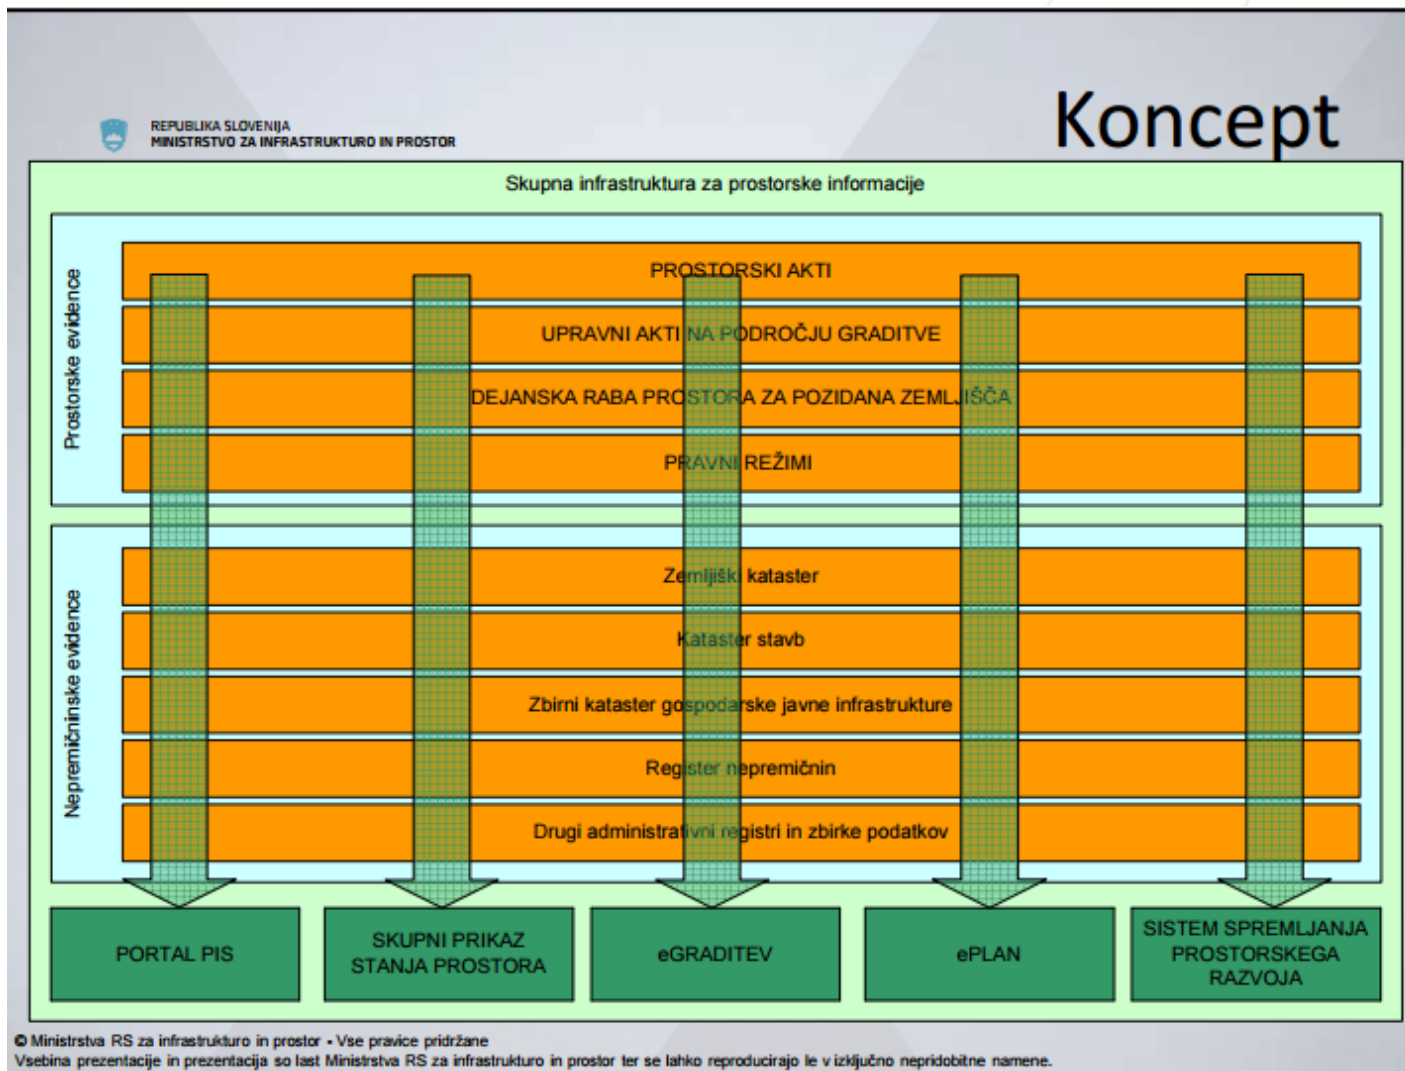 Koncept
REPUBLIKA SLOVENIJA
MINISTRSTVO ZA INFRASTRUKTURO IN PROSTOR
Skupna infrastruktura za prostorske informacije
Prostorske evidence
PROSTORSKI AKTI
UPRAVNI AKTI NA PODROČJU GRADITVE
DEJANSKA RABA PROSTORA ZA POZIDANA ZEMLJIŠČA
PRAVNI REŽIMI
Nepremičninske evidence
Zemljiški kataster
Kataster stavb
Zbirni kataster gospodarske javne infrastrukture
Register nepremičnin
Drugi administrativni registri in zbirke podatkov
PORTAL PIS
SKUPNI PRIKAZ
STANJA PROSTORA
eGRADITEV
ePLAN
SISTEM SPREMLJANJA
PROSTORSKEGA
RAZVOJA
© Ministrstva RS za infrastrukturo in prostor - Vse pravice pridržane
Vsebina prezentacije in prezentacija so last Ministrstva RS za infrastrukturo in prostor ter se lahko reproducirajo le v izključno nepridobitne namene.